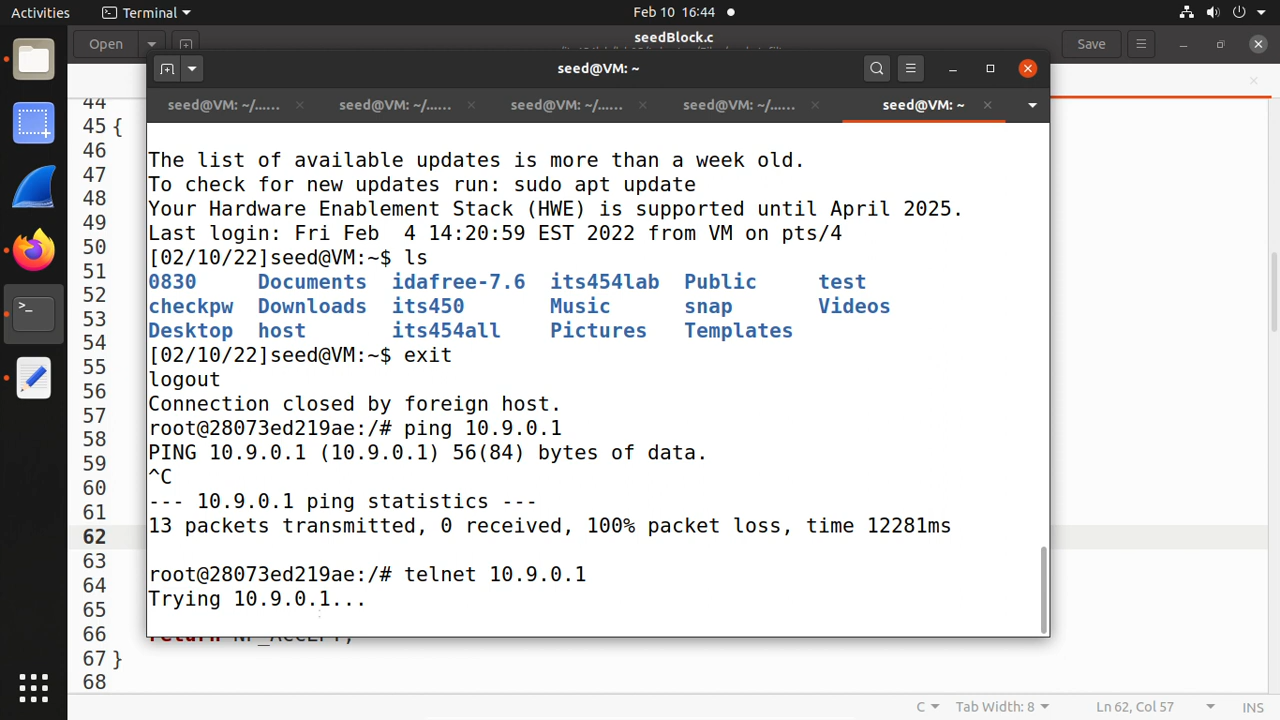 Activities Terminal Feb 10 16:44
Open seedBlock.c Save
seed@VM: ~
seed@VM: ~/...... seed@VM: ~/...... seed@VM: ~/...... seed@VM: ~/...... seed@VM: ~
44
45 {
46
47
48
49
50
51
52
53
54
55
56
57
58
59
60
61
62
63
64
65
66
67 }
68
The list of available updates is more than a week old.
To check for new updates run: sudo apt update
Your Hardware Enablement Stack (HWE) is supported until April 2025.
Last login: Fri Feb  4 14:20:59 EST 2022 from VM on pts/4
[02/10/22]seed@VM:~$ ls
0830 Documents idafree-7.6 its454lab Public test
checkpw Downloads its450 Music snap Videos
Desktop host its454all Pictures Templates
[02/10/22]seed@VM:~$ exit
logout
Connection closed by foreign host.
root@28073ed219ae:/# ping 10.9.0.1
PING 10.9.0.1 (10.9.0.1) 56(84) bytes of data.
^C
--- 10.9.0.1 ping statistics ---
13 packets transmitted, 0 received, 100% packet loss, time 12281ms
root@28073ed219ae:/# telnet 10.9.0.1
Trying 10.9.0.1...
return NF_ACCEPT;
C Tab Width: 8 Ln 62, Col 57 INS